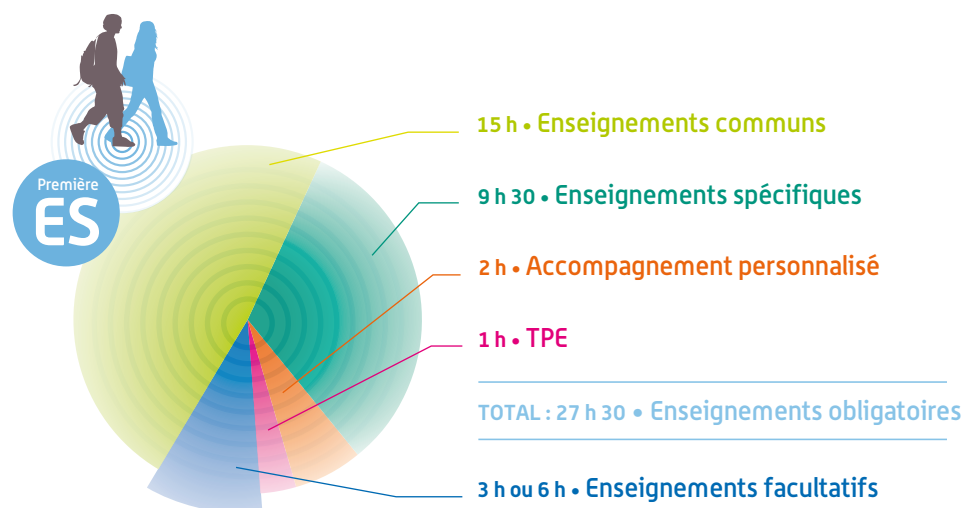 Première
ES
15 h • Enseignements communs
9 h 30 • Enseignements spécifiques
2 h • Accompagnement personnalisé
1 h • TPE
TOTAL : 27 h 30 • Enseignements obligatoires
3 h ou 6 h • Enseignements facultatifs